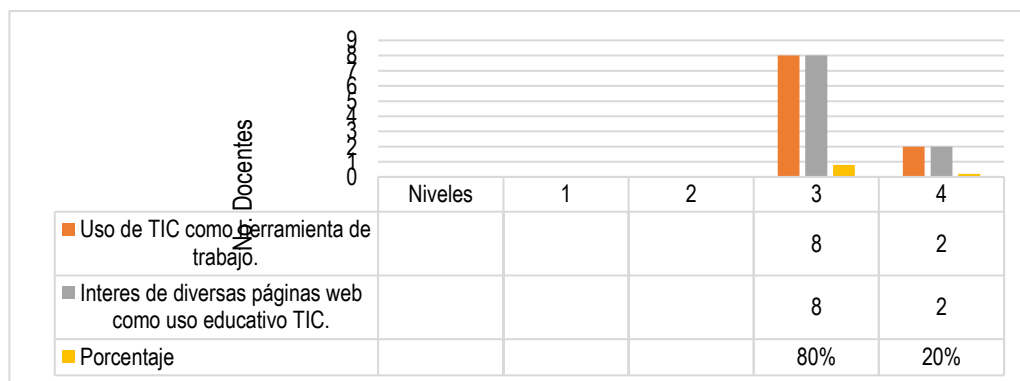 9
8
7
6
5
4
3
2
1
0
No. Docentes
Niveles 1 2 3 4
Uso de TIC como herramienta de
trabajo.
8 2
Interes de diversas páginas web
como uso educativo TIC.
8 2
Porcentaje 80% 20%